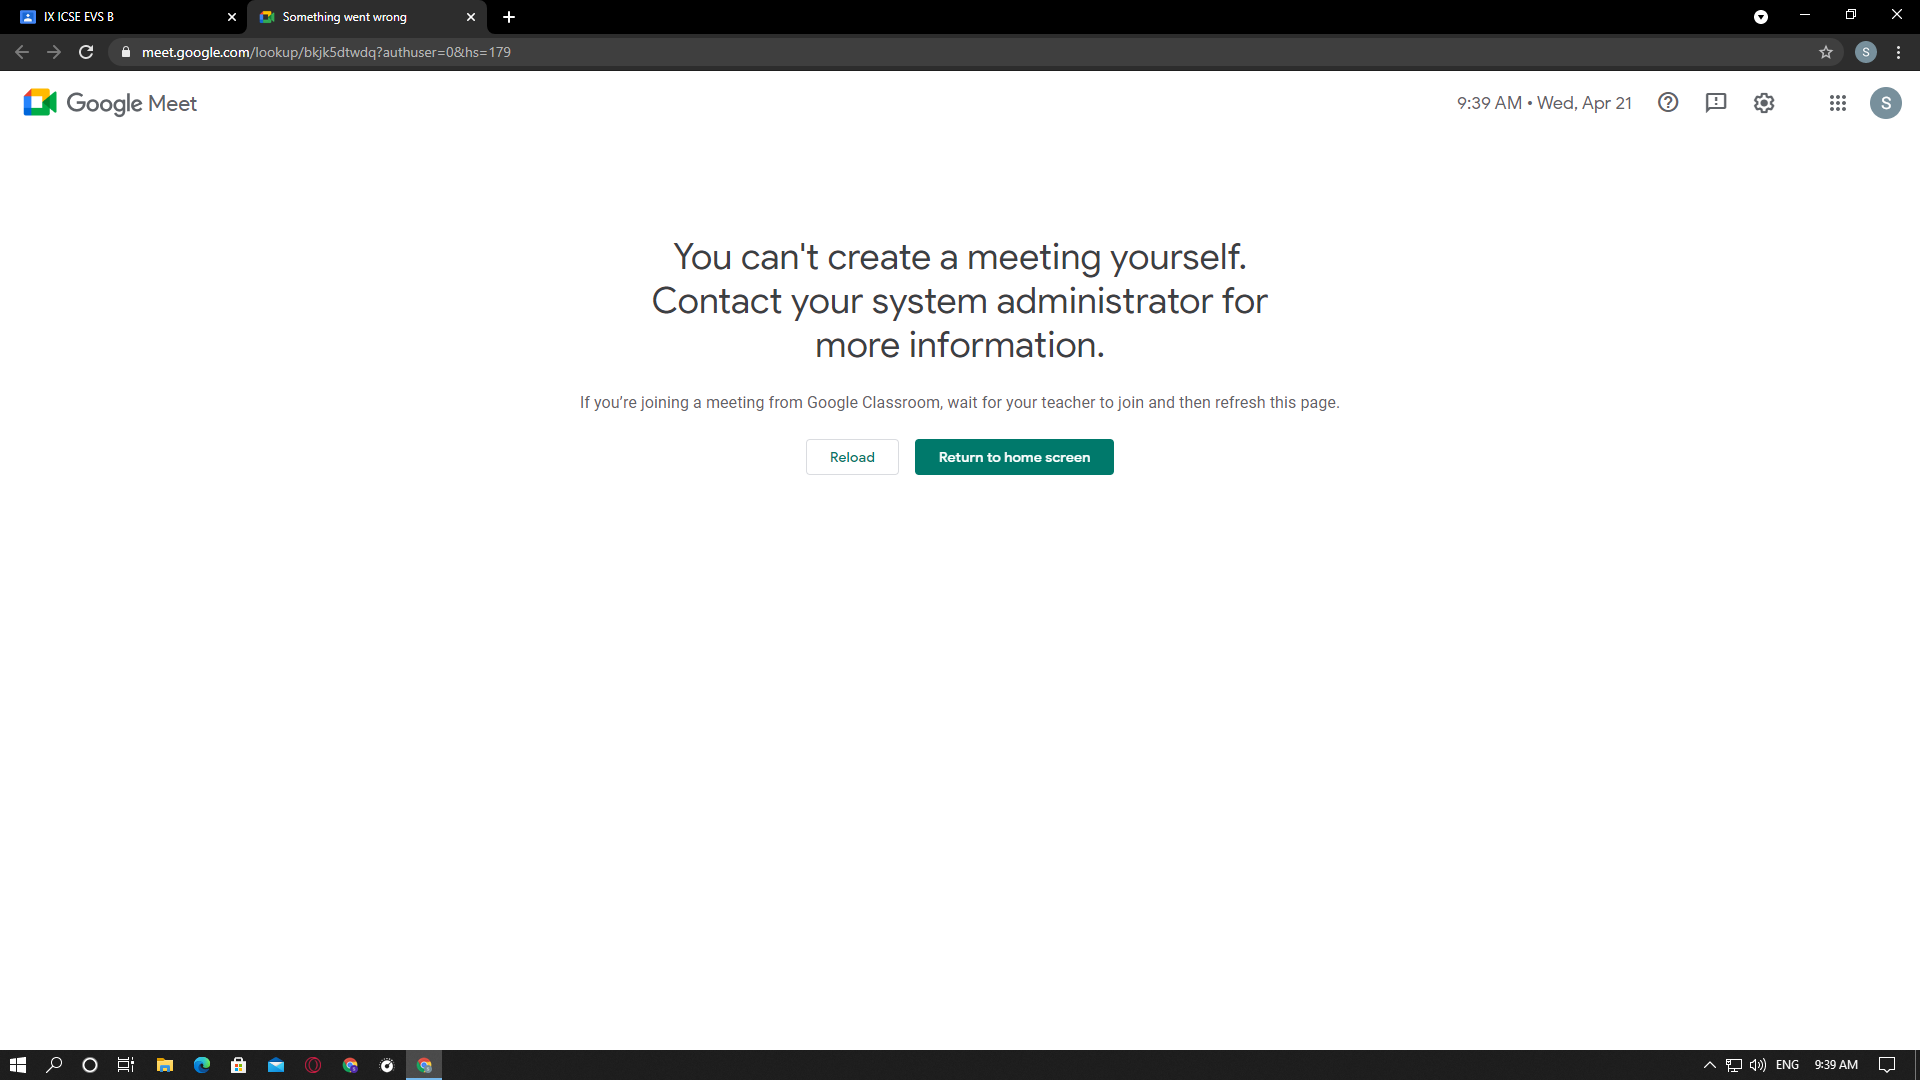 IX ICSE EVS B
Something went wrong
meet.google.com/lookup/bkjk5dtwdq?authuser=0&hs=179
S
Google Meet
9:39 AM • Wed, Apr 21
S
You can't create a meeting yourself.
Contact your system administrator for
more information.
If you’re joining a meeting from Google Classroom, wait for your teacher to join and then refresh this page.
Reload
Return to home screen
ENG
9:39 AM